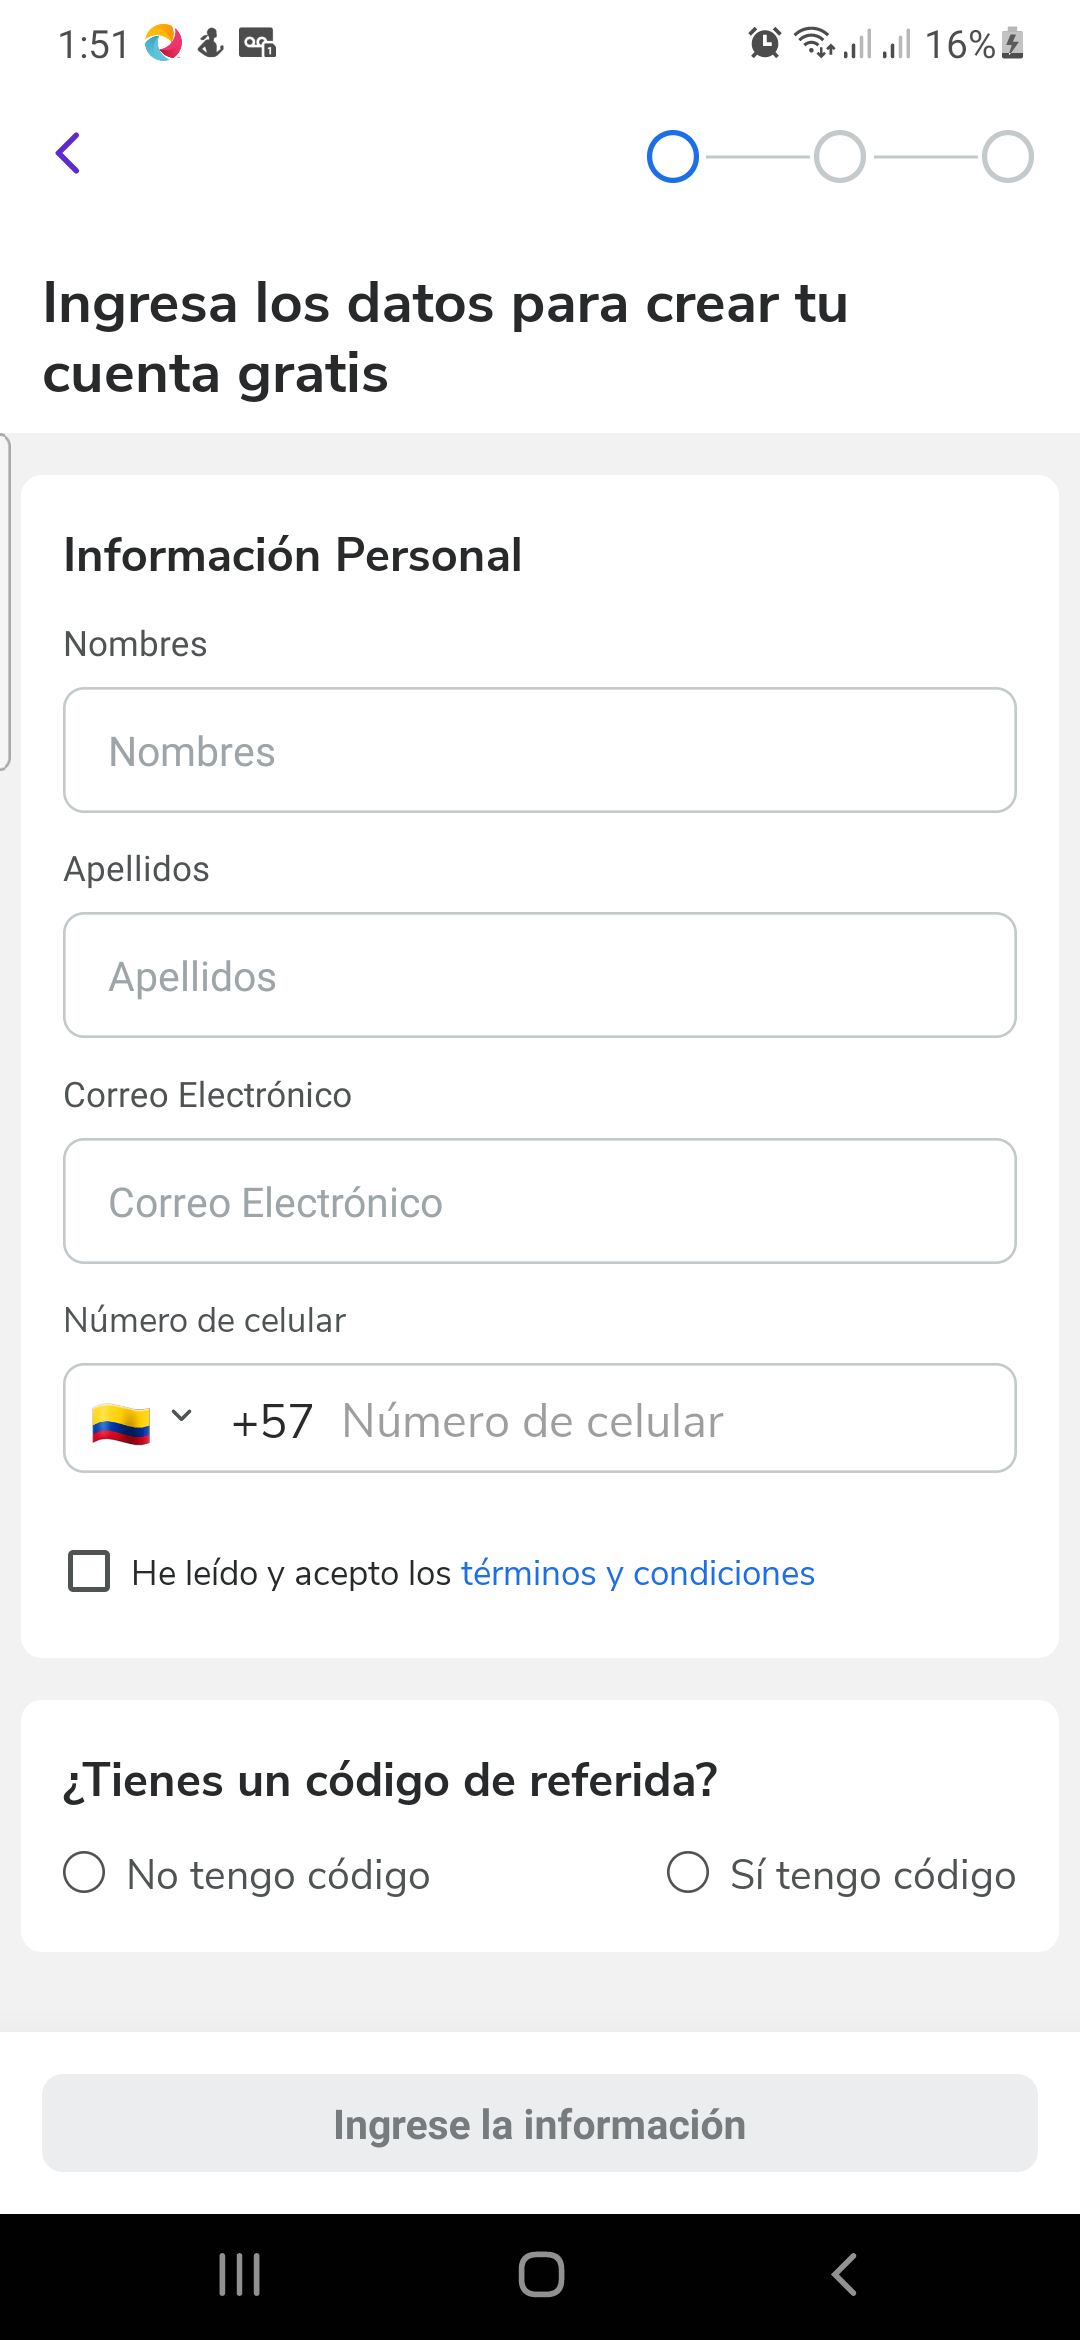 1:51
16%
Ingresa los datos para crear tu
cuenta gratis
Información Personal
Nombres
Nombres
Apellidos
Apellidos
Correo Electrónico
Correo Electrónico
Número de celular
+57 Número de celular
He leído y acepto los términos y condiciones
¿Tienes un código de referida?
No tengo código
Sí tengo código
Ingrese la información